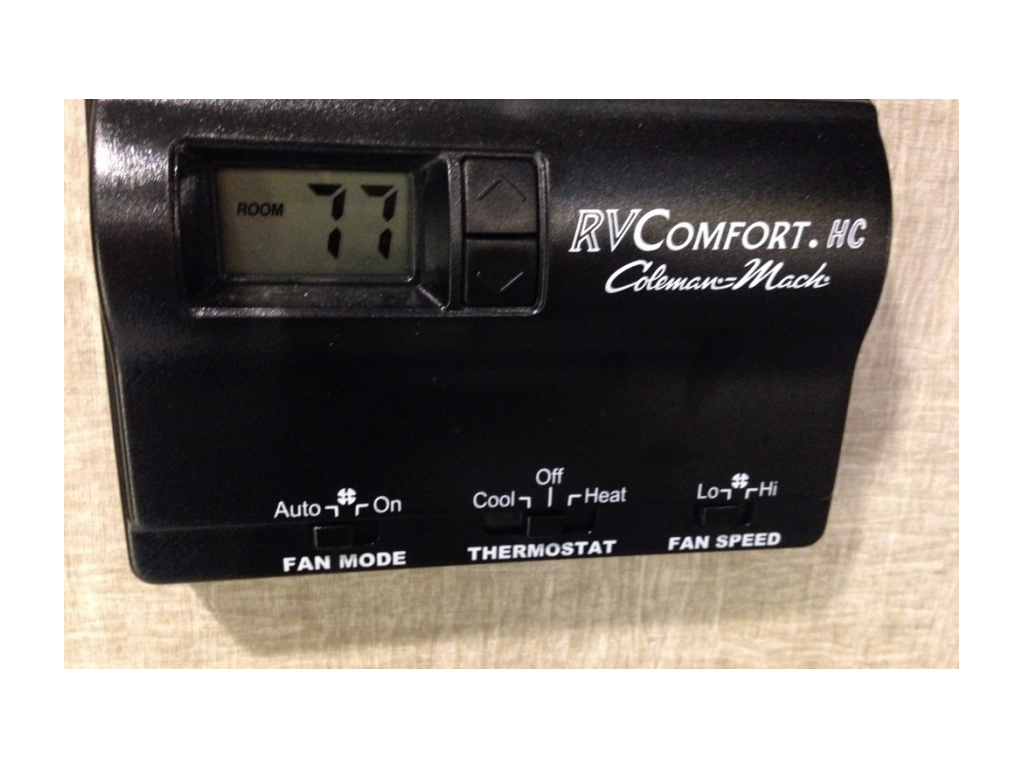 ROOM 77
RVCOMFORT.HC
Coleman-Mach
Auto On
FAN MODE
Off
Cool Heat
THERMOSTAT
Lo Hi
FAN SPEED